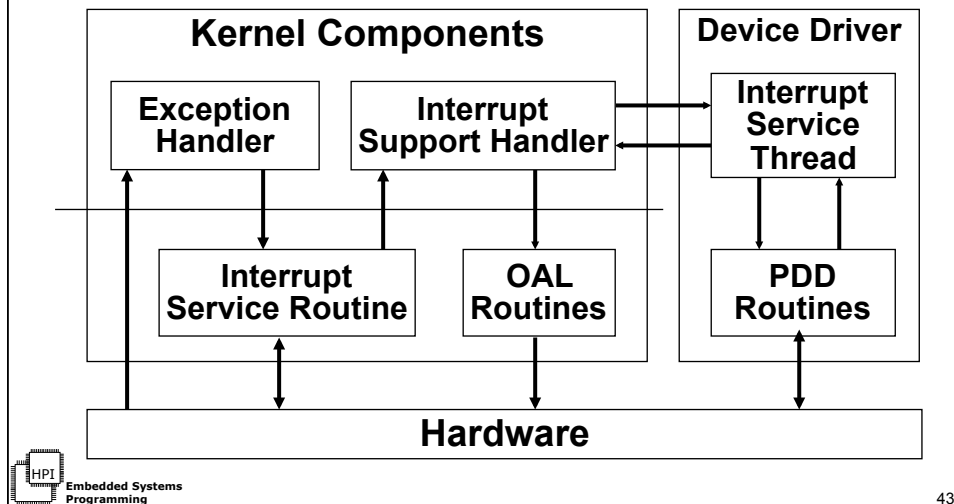 Kernel Components
Device Driver
Exception
Handler
Interrupt
Support Handler
Interrupt
Service
Thread
Interrupt
Service Routine
OAL
Routines
PDD
Routines
Hardware
HPI
Embedded Systems
Programming
43